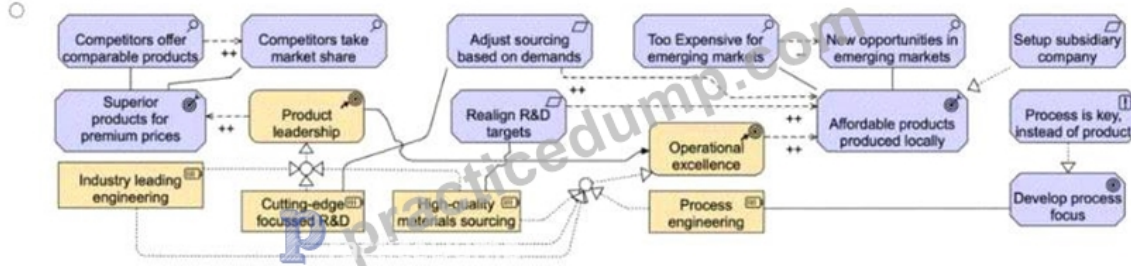 Competitors offer
comparable products
++
Competitors take
market share
Adjust sourcing
based on demands
Too Expensive for
emerging markets
++
New opportunities in
emerging markets
Setup subsidiary
company
Superior
products for
premium prices
++
Product
leadership
Realign R&D
targets
++
++
Operational
excellence
++
Affordable products
produced locally
Process is key,
instead of product
Industry leading
engineering
Cutting-edge
focussed R&D
High-quality
materials sourcing
Process
engineering
Develop process
focus
practicedump.com